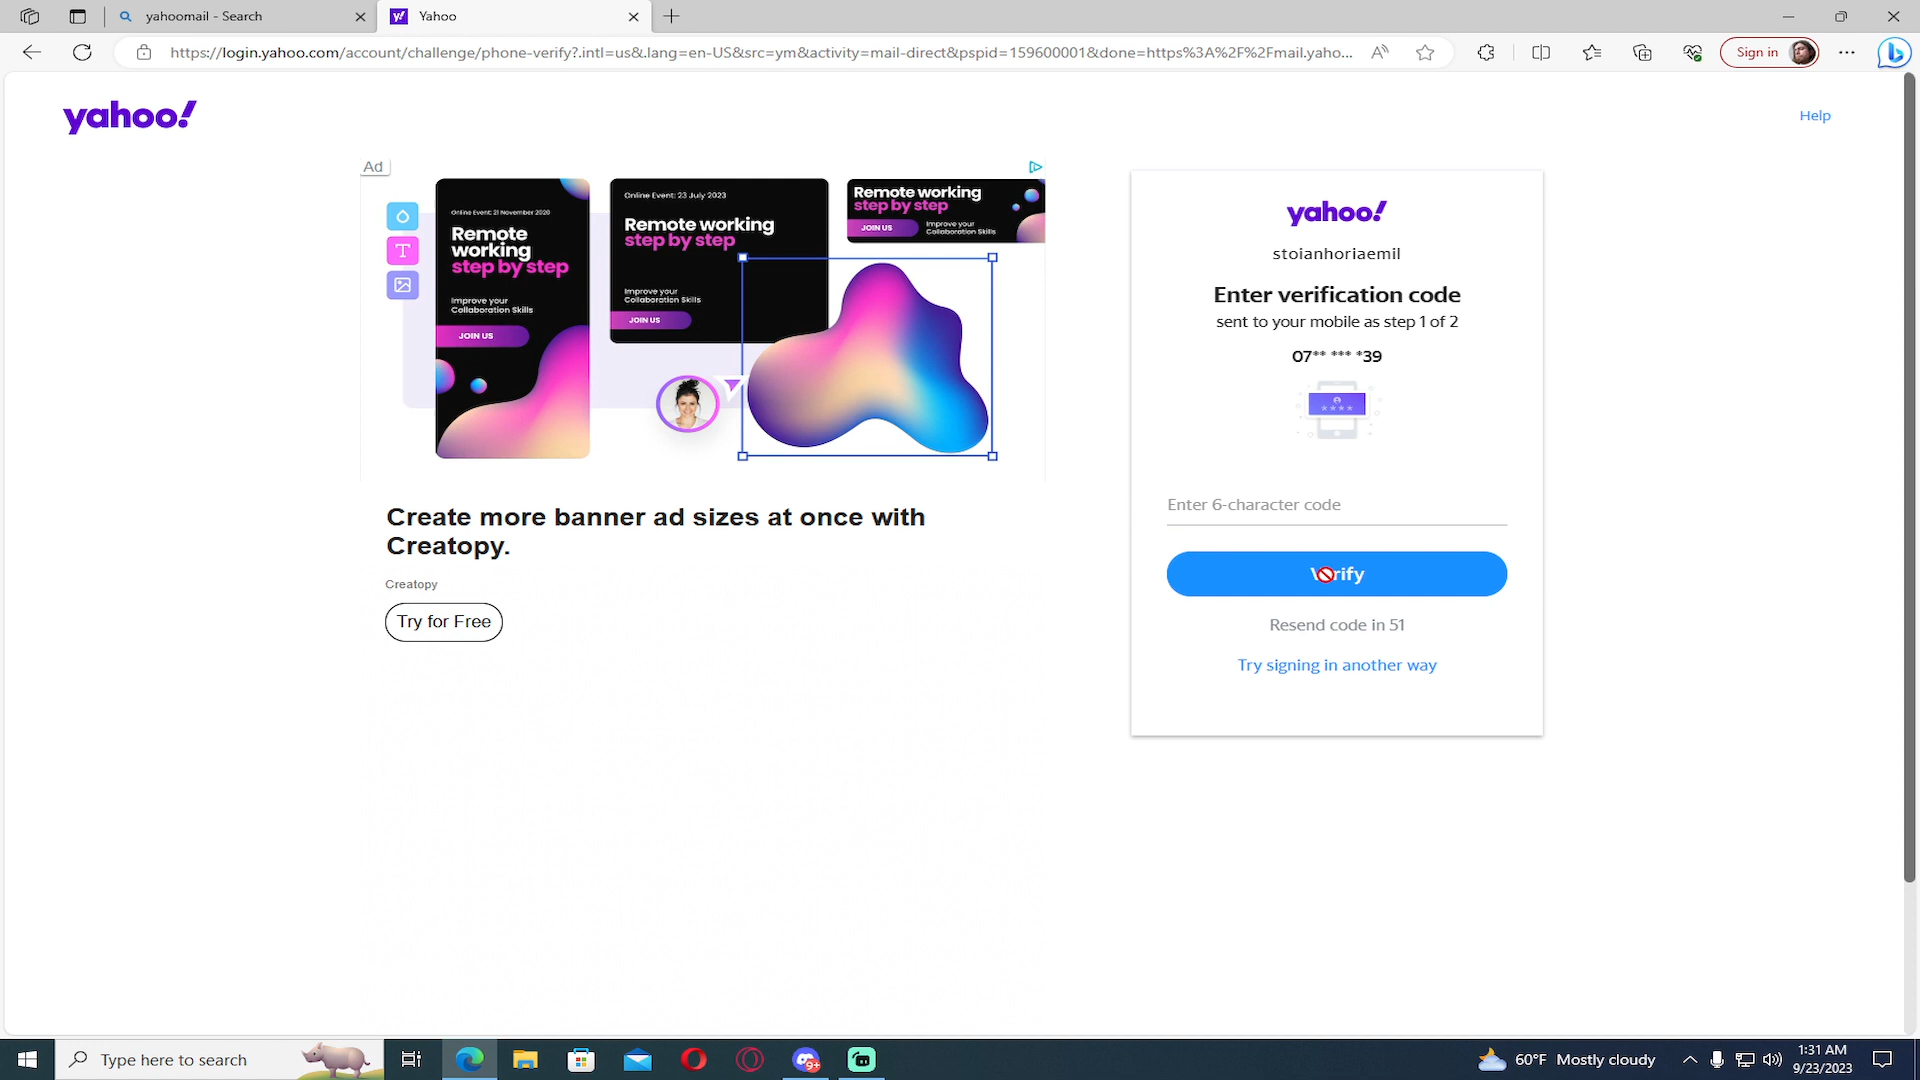 yahoomail - Search
Yahoo
https://login.yahoo.com/account/challenge/phone-verify?.intl=us&.lang=en-US&src=ym&activity=mail-direct&pspid=159600001&done=https%3A%2F%2Fmail.yaho...
Sign in
yahoo!
Help
Ad
Online Event: 21 November 2020
Remote
working
step by step
Improve your
Collaboration Skills
JOIN US
Online Event: 23 July 2023
Remote working
step by step
Improve your
Collaboration Skills
JOIN US
Remote working
step by step
JOIN US
Improve your
Collaboration Skills
Create more banner ad sizes at once with
Creatopy.
Creatopy
Try for Free
yahoo!
stoianhoriaemil
Enter verification code
sent to your mobile as step 1 of 2
07** *** *39
Enter 6-character code
Verify
Resend code in 51
Try signing in another way
Type here to search
9+
60°F Mostly cloudy
1:31 AM
9/23/2023